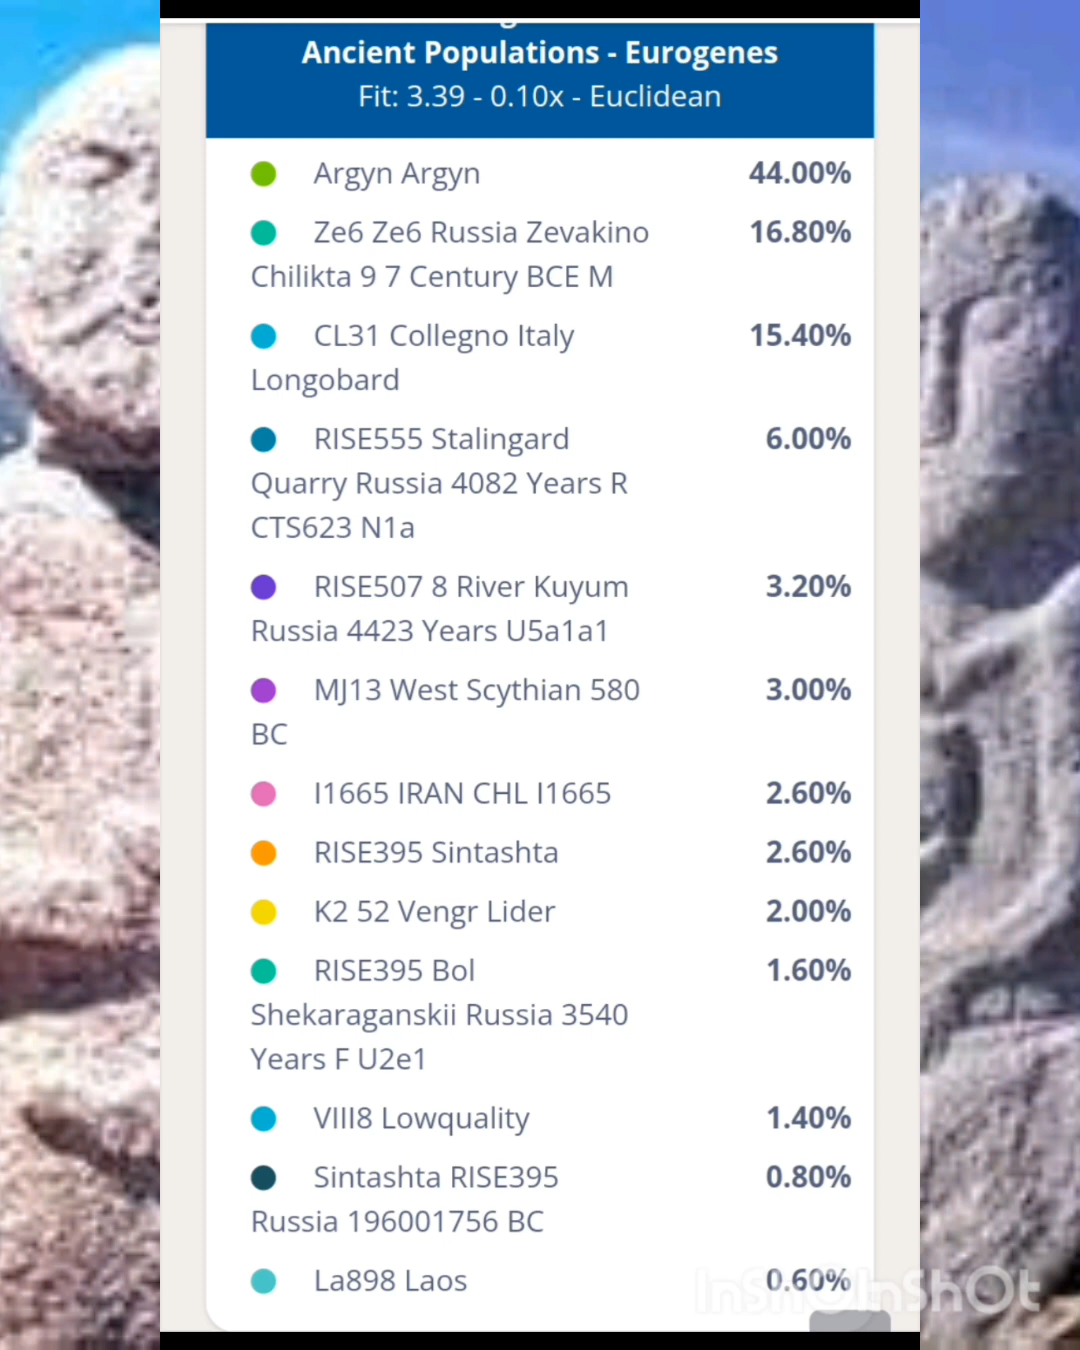 Ancient Populations - Eurogenes
Fit: 3.39 - 0.10x - Euclidean
Argyn Argyn 44.00%
Ze6 Ze6 Russia Zevakino 16.80%
Chilikta 9 7 Century BCE M
CL31 Collegno Italy 15.40%
Longobard
RISE555 Stalingard 6.00%
Quarry Russia 4082 Years R
CTS623 N1a
RISE507 8 River Kuyum 3.20%
Russia 4423 Years U5a1a1
MJ13 West Scythian 580 3.00%
BC
I1665 IRAN CHL I1665 2.60%
RISE395 Sintashta 2.60%
K2 52 Vengr Lider 2.00%
RISE395 Bol 1.60%
Shekaraganskii Russia 3540
Years F U2e1
VIII8 Lowquality 1.40%
Sintashta RISE395 0.80%
Russia 196001756 BC
La898 Laos 0.60%
InShOt